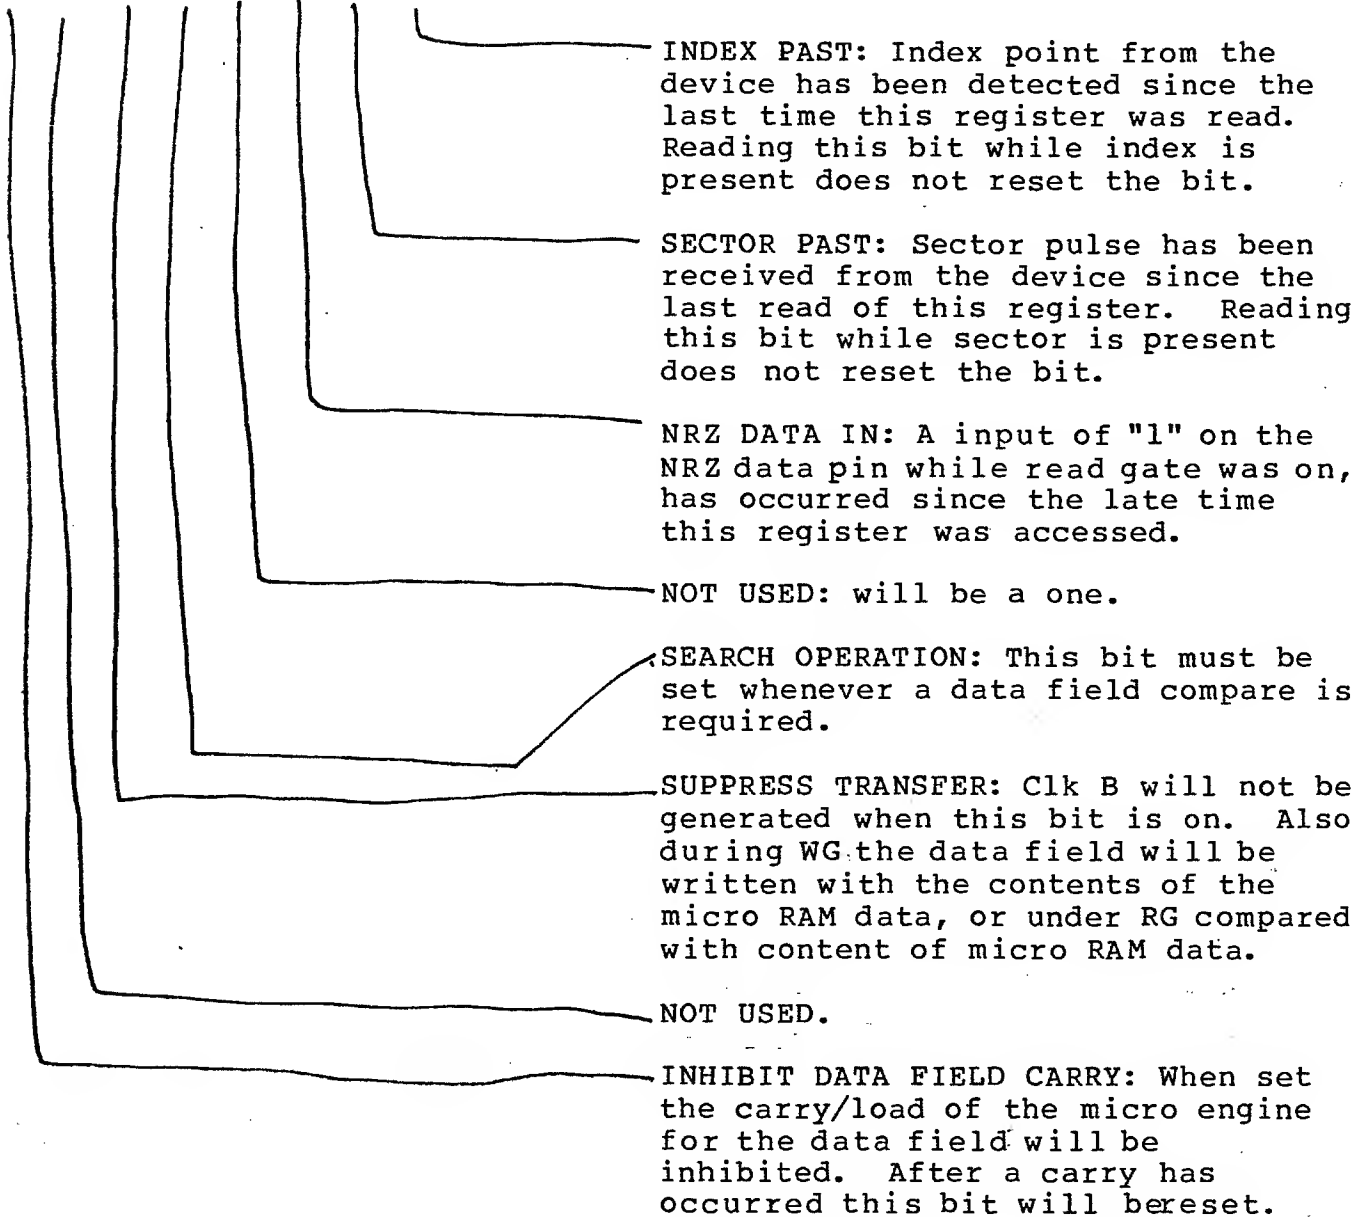 INDEX PAST: Index point from the
device has been detected since the
last time this register was read.
Reading this bit while index is
present does not reset the bit.
SECTOR PAST: Sector pulse has been
received from the device since the
last read of this register. Reading
this bit while sector is present
does not reset the bit.
NRZ DATA IN: A input of "1" on the
NRZ data pin while read gate was on,
has occurred since the late time
this register was accessed.
NOT USED: will be a one.
SEARCH OPERATION: This bit must be
set whenever a data field compare is
required.
SUPPRESS TRANSFER: Clk B will not be
generated when this bit is on. Also
during WG the data field will be
written with the contents of the
micro RAM data, or under RG compared
with content of micro RAM data.
NOT USED.
INHIBIT DATA FIELD CARRY: When set
the carry/load of the micro engine
for the data field will be
inhibited. After a carry has
occurred this bit will bereset.